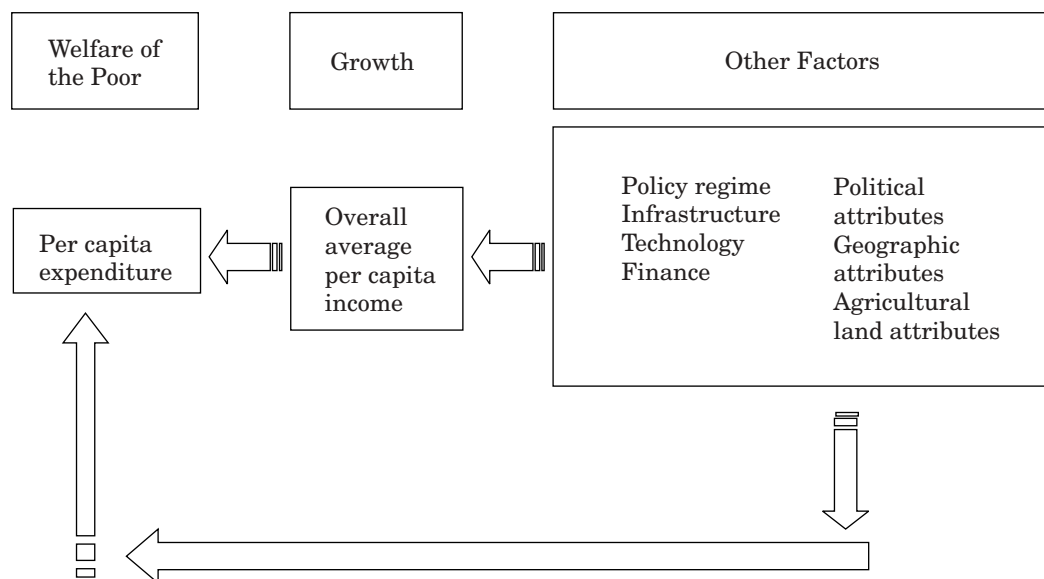 Welfare of
the Poor
Growth
Other Factors
Per capita
expenditure
Overall
average
per capita
income
Policy regime
Infrastructure
Technology
Finance
Political
attributes
Geographic
attributes
Agricultural
land attributes